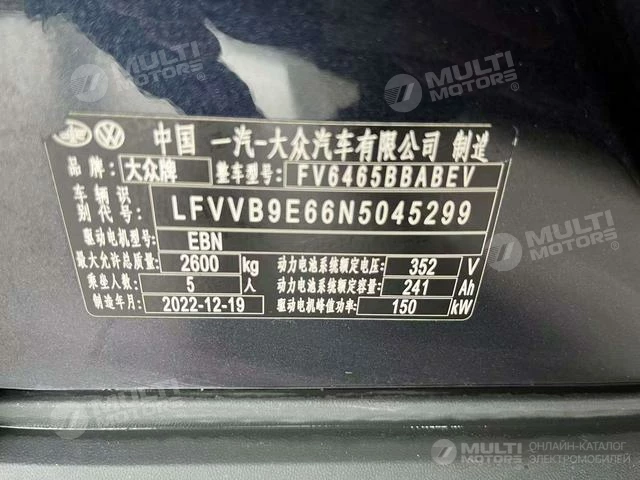 MULTI MOTORS
MULTI MOTORS
中国 一汽-大众汽车有限公司 制造
品牌: 大众牌 整车型号: FV6465BBABEV
车辆识别代号: LFVVB9E66N5045299
驱动电机型号: EBN
最大允许总质量: 2600 kg 动力电池系统额定电压: 352 V
乘坐人数: 5 人 动力电池系统额定容量: 241 Ah
制造年月: 2022-12-19 驱动电机峰值功率: 150 kW
MULTI MOTORS
MULTI MOTORS
MULTI MOTORS ОНЛАЙН-КАТАЛОГ ЭЛЕКТРОМОБИЛЕЙ